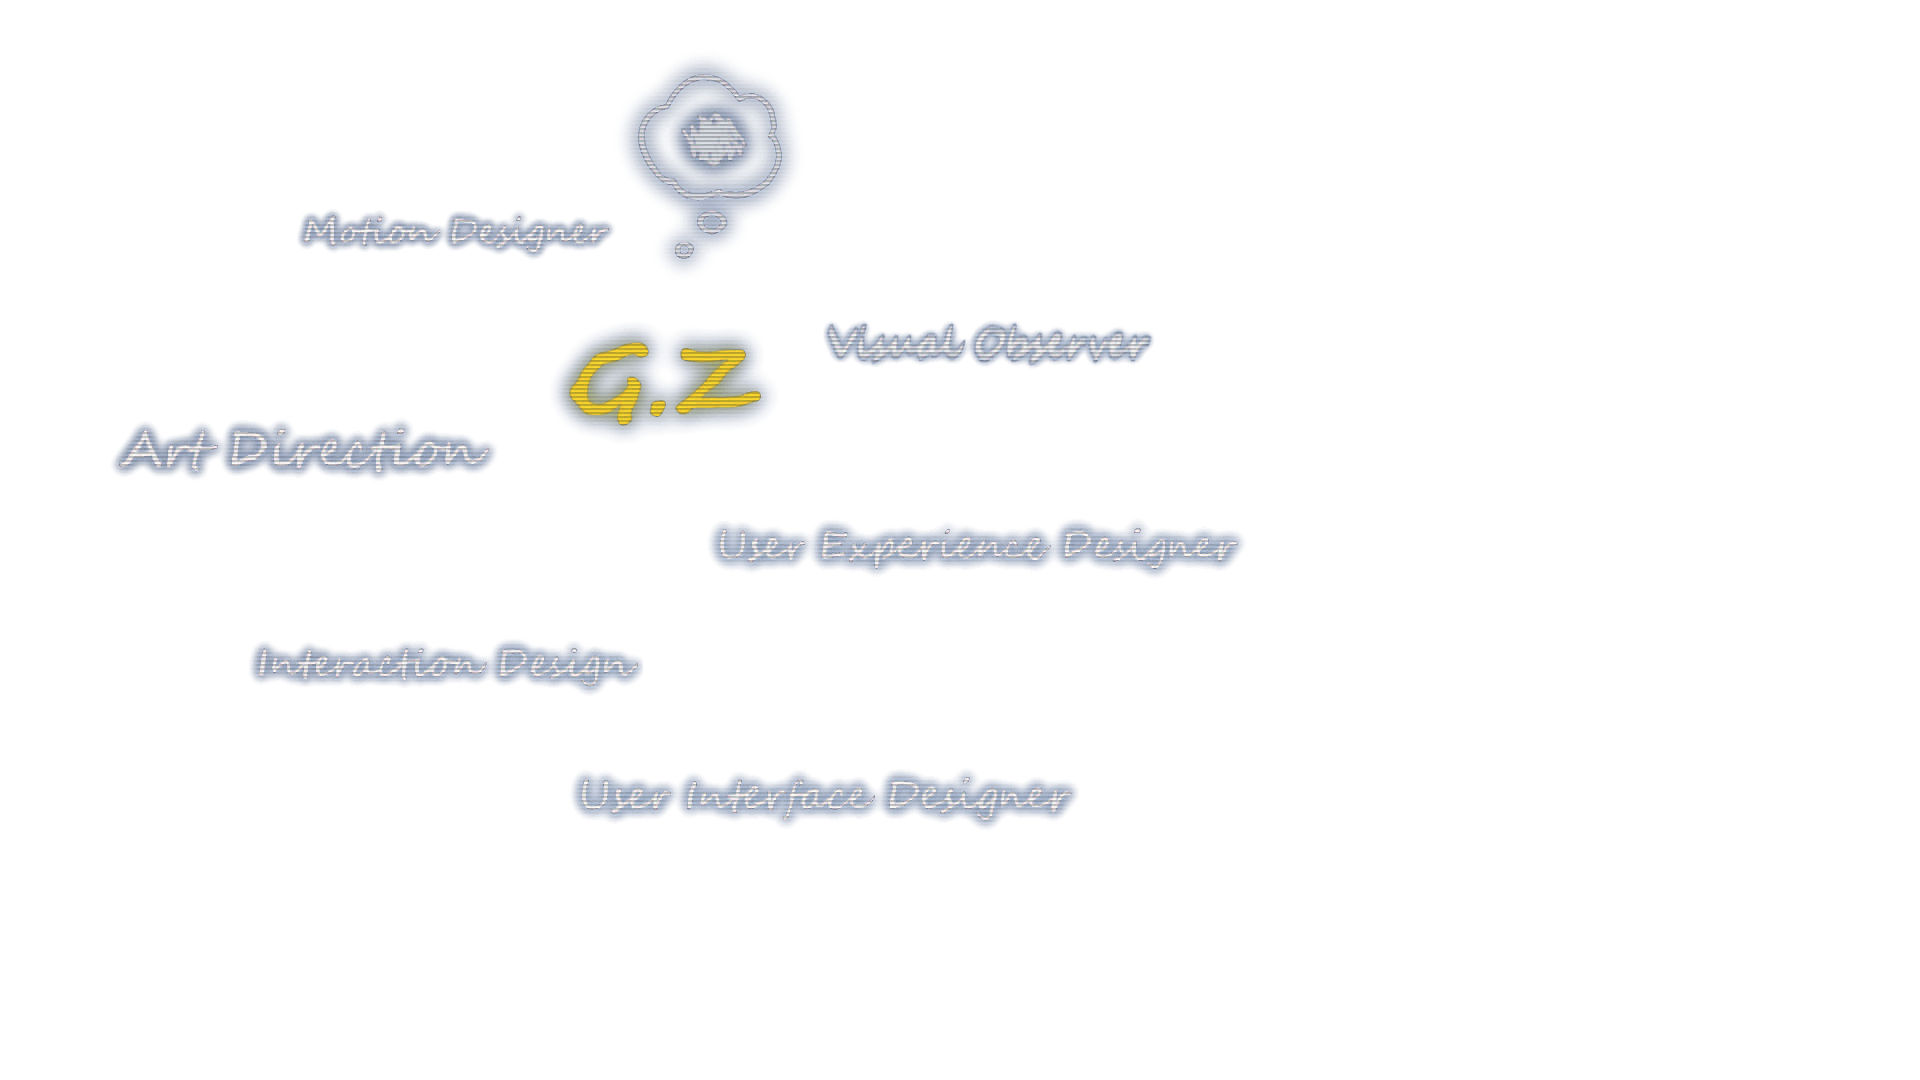 Motion Designer
Visual Observer
G.Z
Art Direction
User Experience Designer
Interaction Design
User Interface Designer